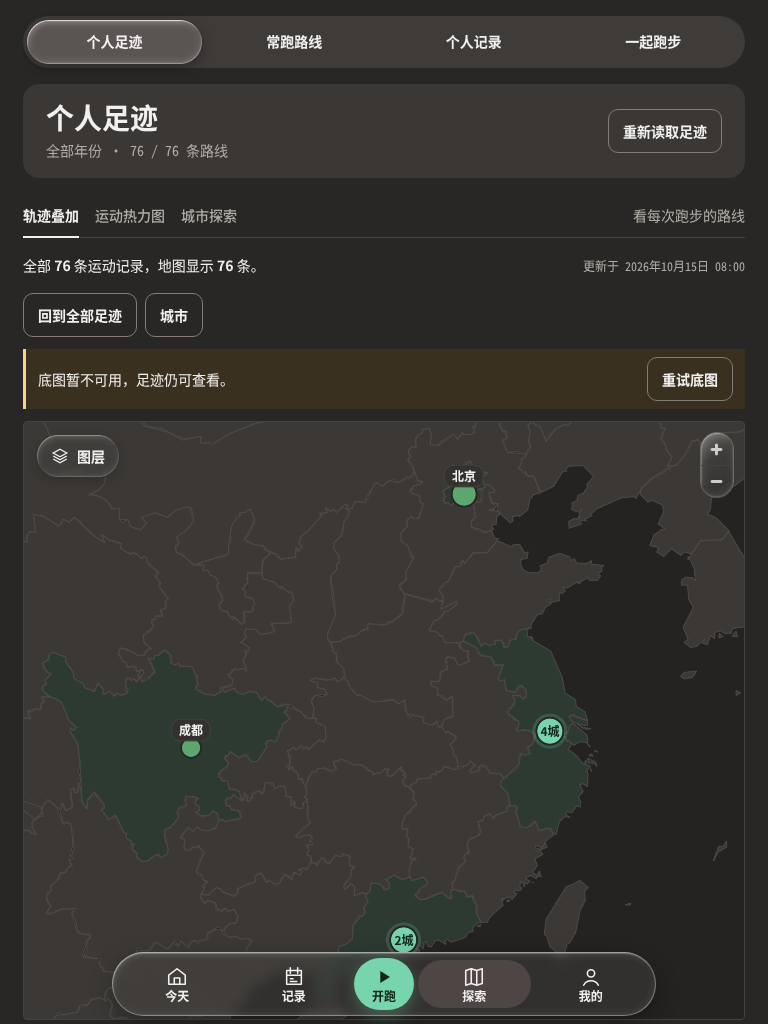 个人足迹
常跑路线
个人记录
一起跑步
个人足迹
全部年份 • 76 / 76 条路线
重新读取足迹
轨迹叠加
运动热力图
城市探索
看每次跑步的路线
全部 76 条运动记录，地图显示 76 条。
更新于 2026年10月15日 08:00
回到全部足迹
城市
底图暂不可用，足迹仍可查看。
重试底图
图层
+
北京
−
成都
4城
2城
今天
记录
开跑
探索
我的